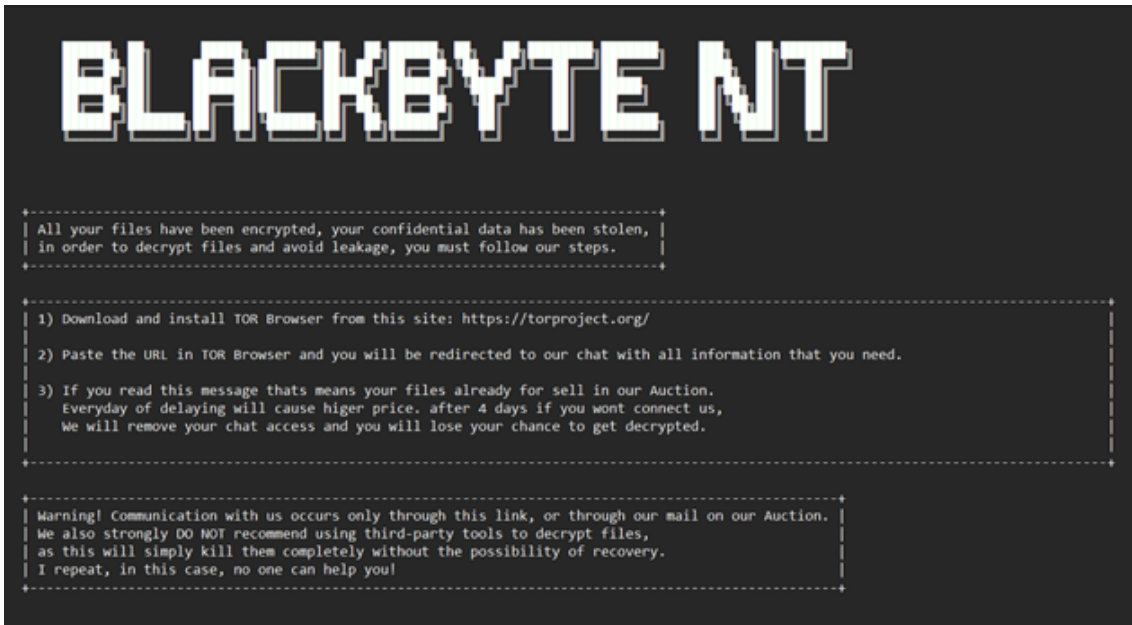 BLACKBYTE NT
All your files have been encrypted, your confidential data has been stolen,
in order to decrypt files and avoid leakage, you must follow our steps.
1) Download and install TOR Browser from this site: https://torproject.org/
2) Paste the URL in TOR Browser and you will be redirected to our chat with all information that you need.
3) If you read this message thats means your files already for sell in our Auction.
Everyday of delaying will cause higer price. after 4 days if you wont connect us,
We will remove your chat access and you will lose your chance to get decrypted.
Warning! Communication with us occurs only through this link, or through our mail on our Auction.
We also strongly DO NOT recommend using third-party tools to decrypt files,
as this will simply kill them completely without the possibility of recovery.
I repeat, in this case, no one can help you!